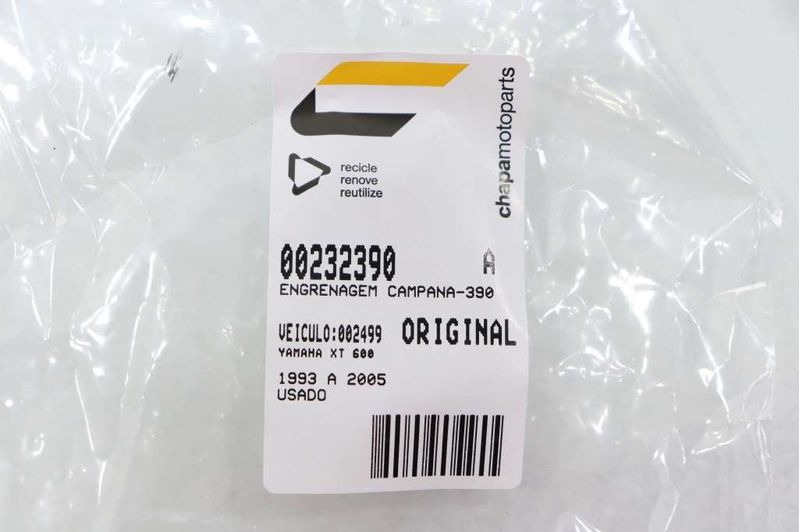 chapamotoparts
recicle
renove
reutilize
00232390 A
ENGRENAGEM CAMPANA-390
VEICULO:002499 ORIGINAL
YAMAHA XT 600
1993 A 2005
USADO